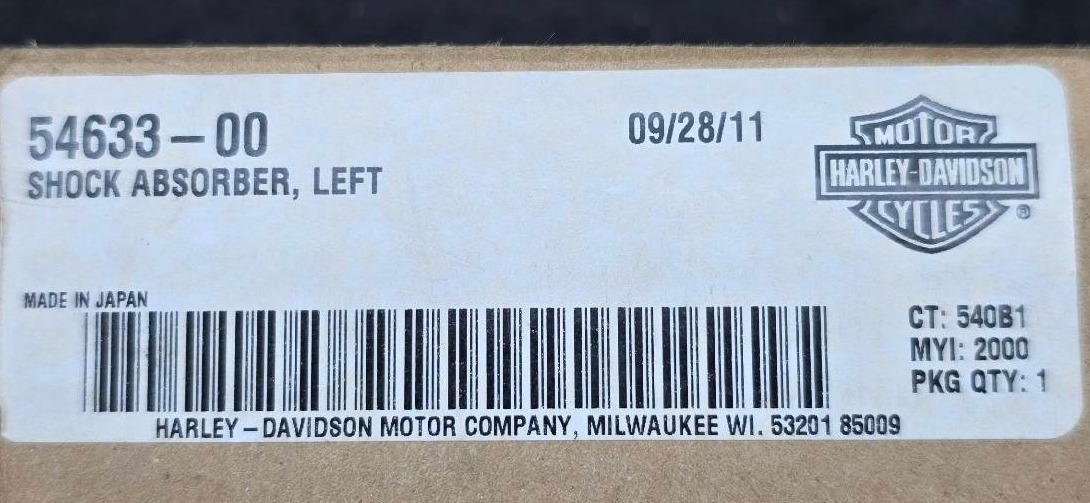 54633-00
09/28/11
SHOCK ABSORBER, LEFT
MOTOR
HARLEY-DAVIDSON
CYCLES
®
MADE IN JAPAN
CT: 540B1
MYI: 2000
PKG QTY: 1
HARLEY-DAVIDSON MOTOR COMPANY, MILWAUKEE WI. 53201 85009